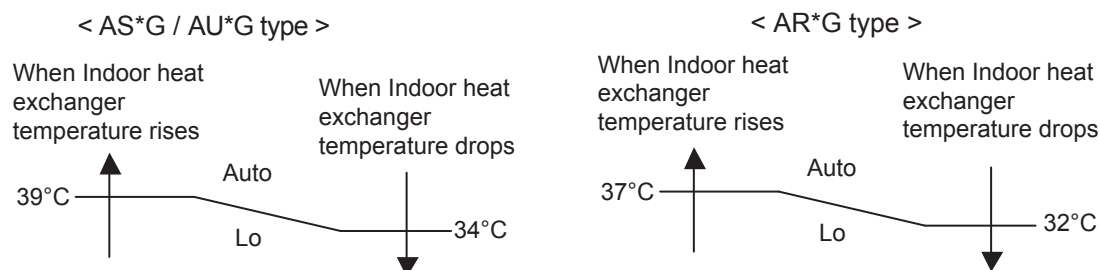 < AS*G / AU*G type >
When Indoor heat
exchanger
temperature rises
When Indoor heat
exchanger
temperature drops
39°C
Auto
Lo
34°C
< AR*G type >
When Indoor heat
exchanger
temperature rises
When Indoor heat
exchanger
temperature drops
37°C
Auto
Lo
32°C